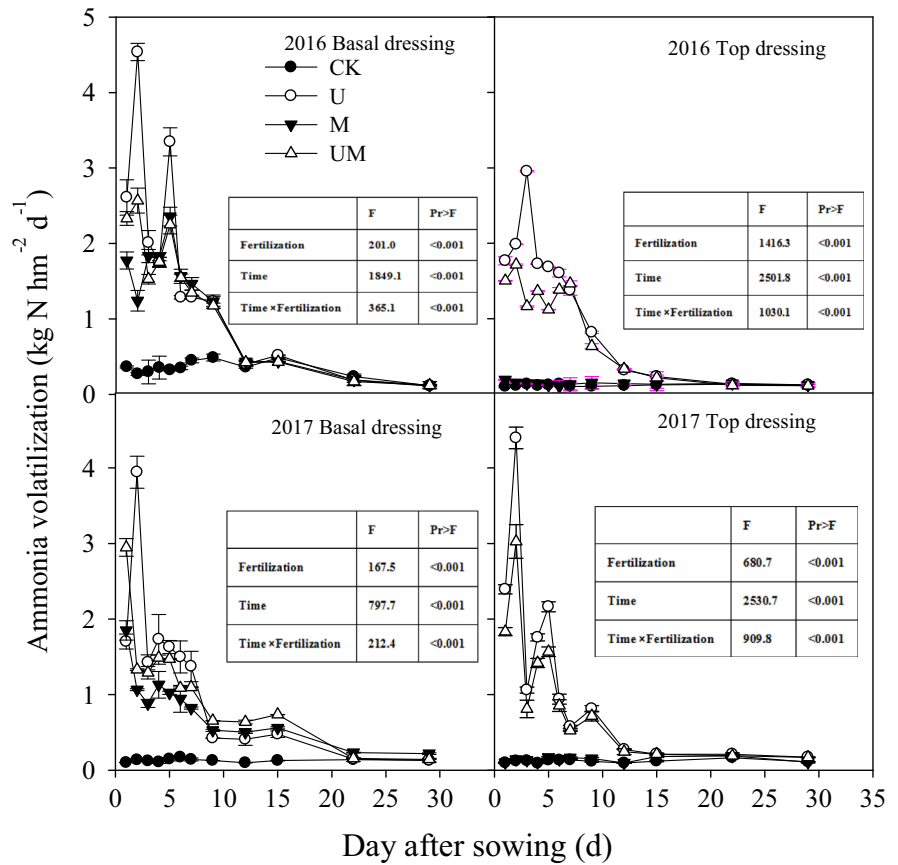 Ammonia volatilization (kg N hm⁻² d⁻¹)
5
4
3
2
1
0
2016 Basal dressing
CK
U
M
UM
F Pr>F
Fertilization 201.0 <0.001
Time 1849.1 <0.001
Time ×Fertilization 365.1 <0.001
2016 Top dressing
F Pr>F
Fertilization 1416.3 <0.001
Time 2501.8 <0.001
Time ×Fertilization 1030.1 <0.001
4
3
2
1
0
2017 Basal dressing
F Pr>F
Fertilization 167.5 <0.001
Time 797.7 <0.001
Time ×Fertilization 212.4 <0.001
2017 Top dressing
F Pr>F
Fertilization 680.7 <0.001
Time 2530.7 <0.001
Time ×Fertilization 909.8 <0.001
0 5 10 15 20 25 30 0 5 10 15 20 25 30 35
Day after sowing (d)